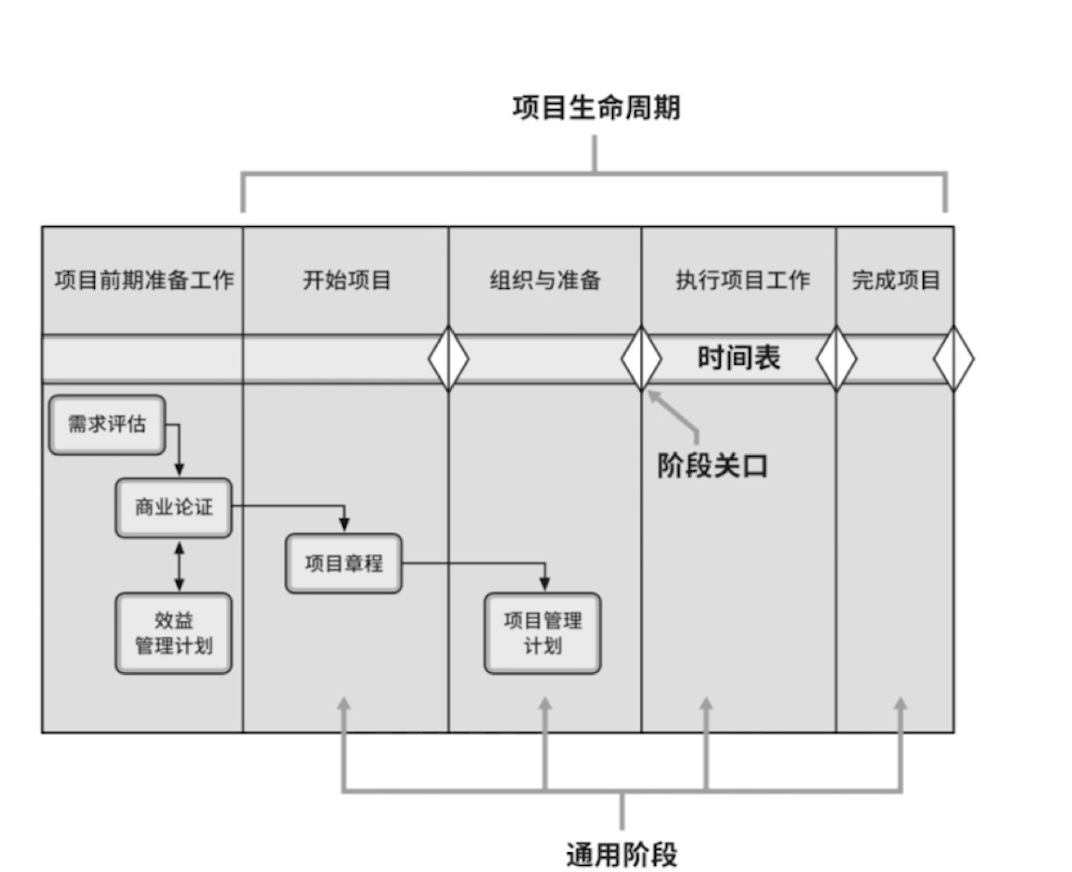 项目生命周期
项目前期准备工作
开始项目
组织与准备
执行项目工作
完成项目
时间表
需求评估
阶段关口
商业论证
项目章程
效益
管理计划
项目管理
计划
通用阶段